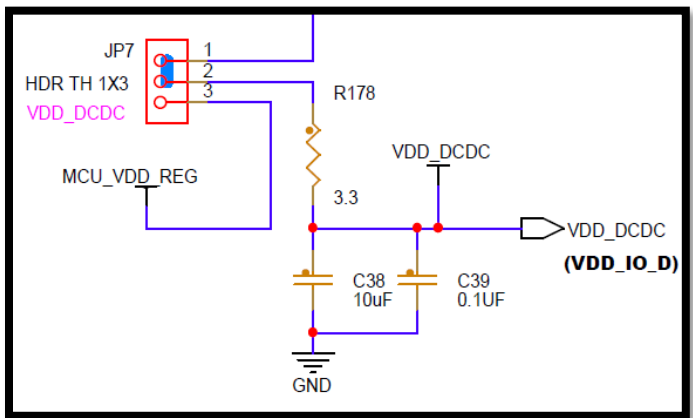 JP7
1
2
3
HDR TH 1X3
VDD_DCDC
R178
3.3
MCU_VDD_REG
VDD_DCDC
VDD_DCDC
(VDD_IO_D)
C38
10uF
C39
0.1UF
GND